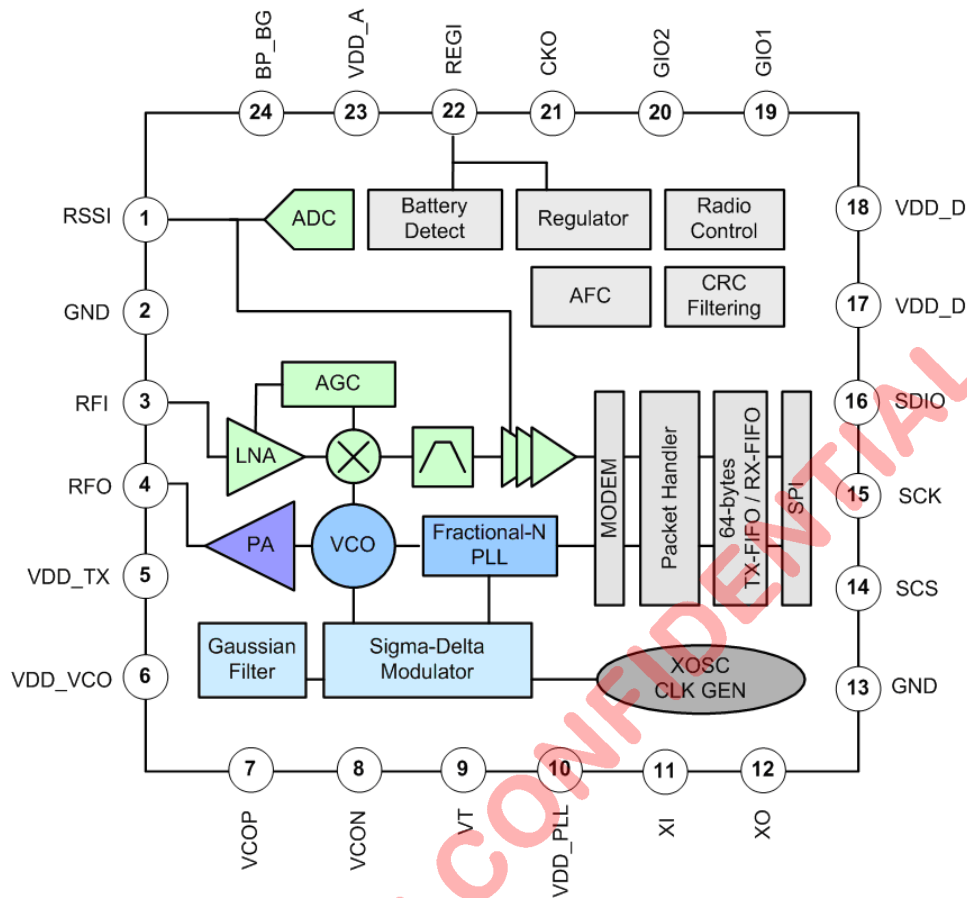 BP_BG
VDD_A
REGI
CKO
GIO2
GIO1
24
23
22
21
20
19
RSSI
1
ADC
Battery
Detect
Regulator
Radio
Control
18
VDD_D
GND
2
AFC
CRC
Filtering
17
VDD_D
RFI
3
AGC
16
SDIO
LNA
RFO
4
MODEM
Packet Handler
64-bytes
TX-FIFO / RX-FIFO
SPI
15
SCK
PA
VCO
Fractional-N
PLL
VDD_TX
5
14
SCS
Gaussian
Filter
Sigma-Delta
Modulator
XOSC
CLK GEN
VDD_VCO
6
13
GND
7
8
9
10
11
12
VCOP
VCON
VT
VDD_PLL
XI
XO
CONFIDENTIAL